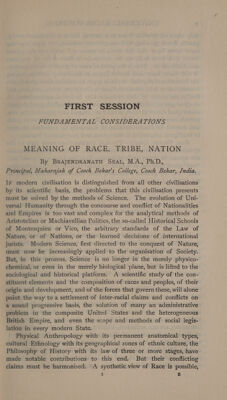 FIRST SESSION
FUNDAMENTAL CONSIDERATIONS
MEANING OF RACE, TRIBE, NATION
By BRAJENDRANATH SEAL, M.A., Ph.D.,
Principal, Maharajah of Cooch Behar's College, Cooch Behar, India.
IF modern civilisation is distinguished from all other civilisations
by its scientific basis, the problems that this civilisation presents
must be solved by the methods of Science. The evolution of Uni-
versal Humanity through the concourse and conflict of Nationalities
and Empires is too vast and complex for the analytical methods of
Aristotelian or Machiavellian Politics, the so-called Historical Schools
of Montesquieu or Vico, the arbitrary standards of the Law of
Nature, or of Nations, or the learned decisions of international
jurists. Modern Science, first directed to the conquest of Nature,
must now be increasingly applied to the organisation of Society.
But, in this process, Science is no longer in the merely physico-
chemical, or even in the merely biological plane, but is lifted to the
sociological and historical platform. A scientific study of the con-
stituent elements and the composition of races and peoples, of their
origin and development, and of the forces that govern these, will alone
point the way to a settlement of inter-racial claims and conflicts on
a sound progressive basis, the solution of many an administrative
problem in the composite United States and the heterogeneous
British Empire, and even the scope and methods of social legis-
lation in every modern State.
Physical Anthropology with its permanent anatomical types,
cultural Ethnology with its geographical zones of ethnic culture, the
Philosophy of History with its law of three or more stages, have
made notable contributions to this end. But their conflicting
claims must be harmonised. A synthetic view of Race is possible,
1 B